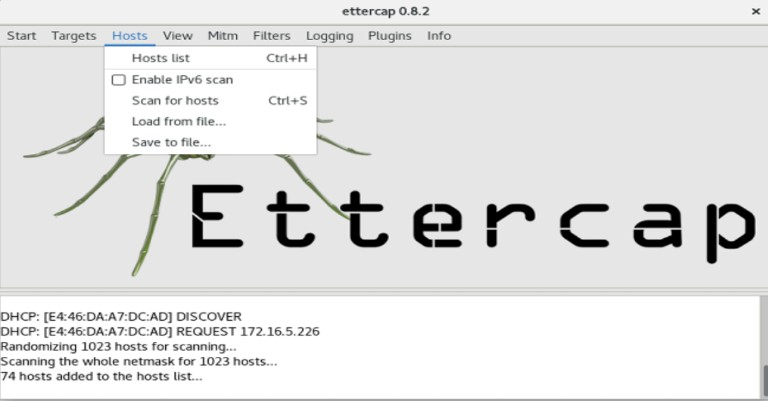 ettercap 0.8.2 ×
Start Targets Hosts View Mitm Filters Logging Plugins Info
Hosts list Ctrl+H
Enable IPv6 scan
Scan for hosts Ctrl+S
Load from file...
Save to file...
Ettercap
DHCP: [E4:46:DA:A7:DC:AD] DISCOVER
DHCP: [E4:46:DA:A7:DC:AD] REQUEST 172.16.5.226
Randomizing 1023 hosts for scanning...
Scanning the whole netmask for 1023 hosts...
74 hosts added to the hosts list...